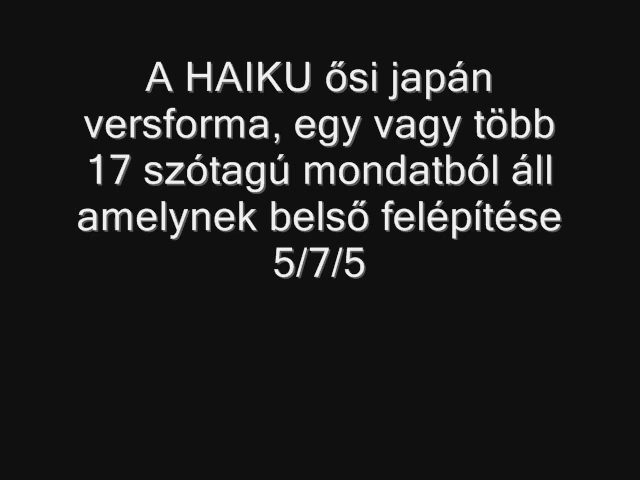 A HAIKU ősi japán
versforma, egy vagy több
17 szótagú mondatból áll
amelynek belső felépítése
5/7/5